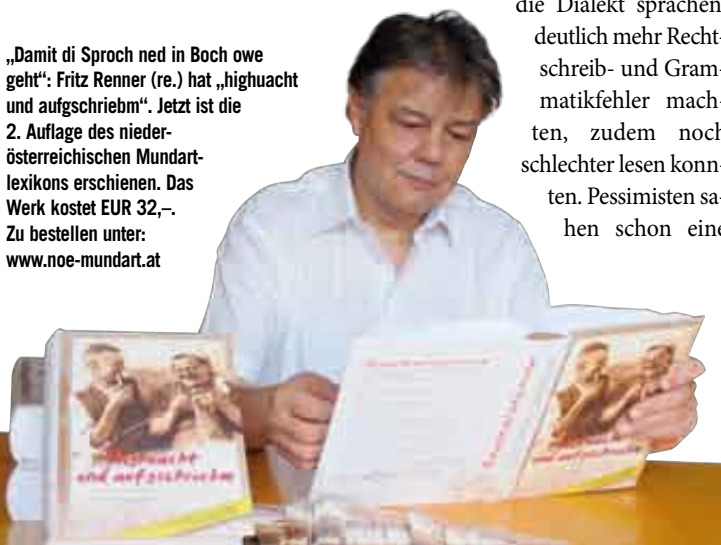 „Damit di Sproch ned in Boch owe
geht“: Fritz Renner (re.) hat „highuacht
und aufgschriebm“. Jetzt ist die
2. Auflage des nieder-
österreichischen Mundart-
lexikons erschienen. Das
Werk kostet EUR 32,–.
Zu bestellen unter:
www.noe-mundart.at
die Dialekt sprachen,
deutlich mehr Recht-
schreib- und Gram-
matikfehler mach-
ten, zudem noch
schlechter lesen konn-
ten. Pessimisten sa-
hen schon eine
highuacht
und aufgschriebm